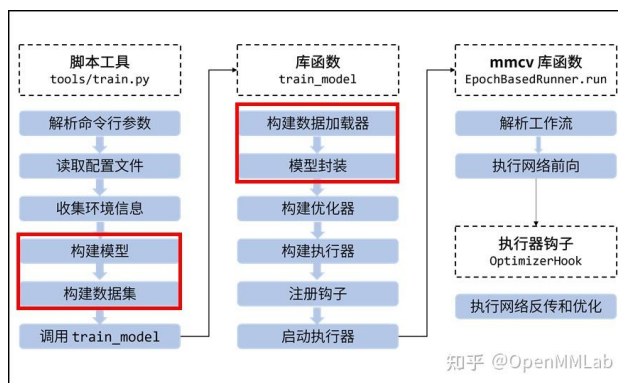 脚本工具
tools/train.py
解析命令行参数
读取配置文件
收集环境信息
构建模型
构建数据集
调用 train_model
库函数
train_model
构建数据加载器
模型封装
构建优化器
构建执行器
注册钩子
启动执行器
mmcv 库函数
EpochBasedRunner.run
解析工作流
执行网络前向
执行器钩子
OptimizerHook
执行网络反传和优化
知乎 @OpenMMLab